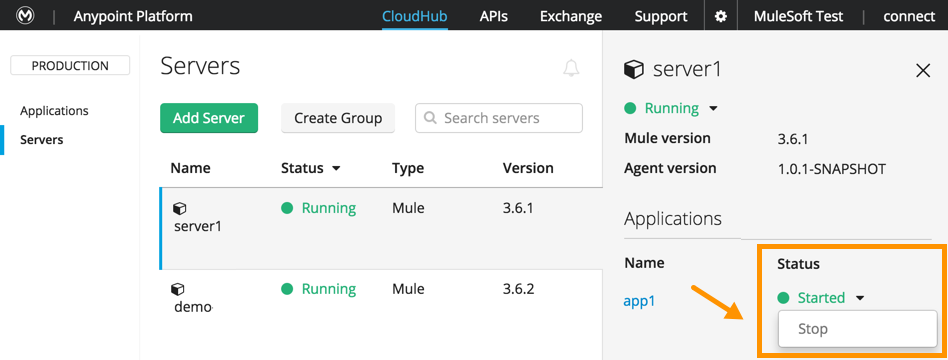 Anypoint Platform CloudHub APIs Exchange Support MuleSoft Test connect
PRODUCTION
Applications
Servers
Servers
Add Server Create Group Search servers
Name Status Type Version
server1 Running Mule 3.6.1
demo Running Mule 3.6.2
server1
Running
Mule version 3.6.1
Agent version 1.0.1-SNAPSHOT
Applications
Name Status
app1 Started
Stop